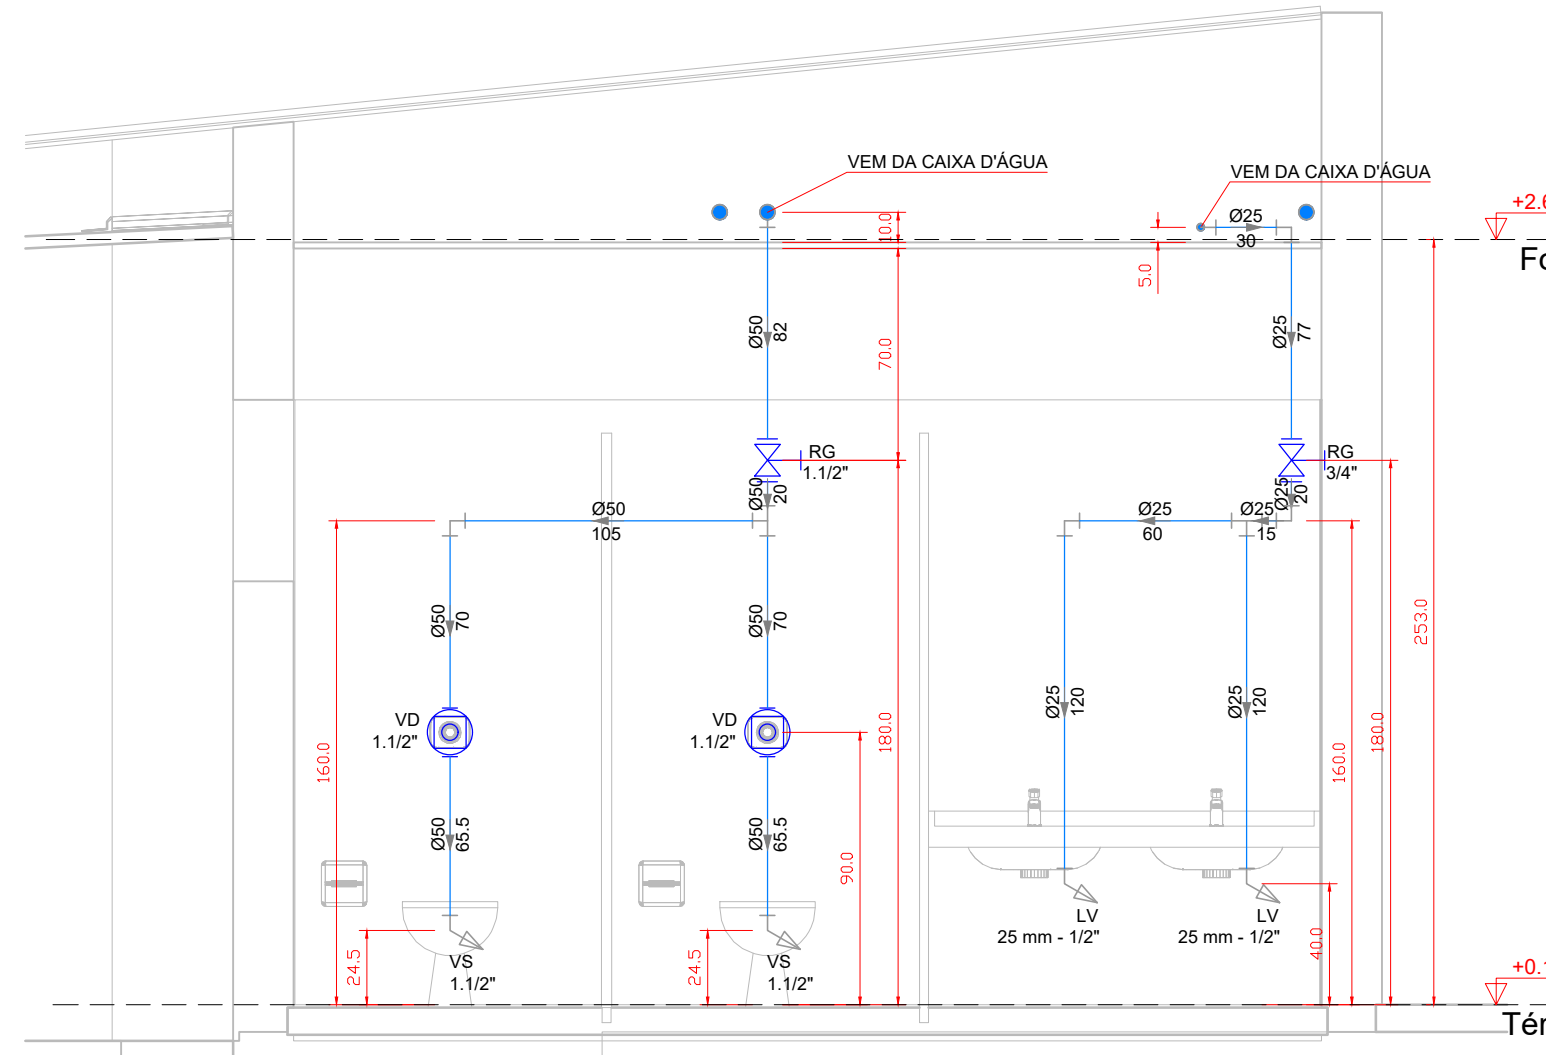 VEM DA CAIXA D'ÁGUA
VEM DA CAIXA D'ÁGUA
Ø25
30
10.0
5.0
+2.6
Fo
Ø50
82
70.0
Ø25
77
RG
1.1/2"
RG
3/4"
Ø50
20
Ø25
20
Ø50
105
Ø25
60
Ø25
15
Ø50
70
Ø50
70
253.0
Ø25
120
Ø25
120
VD
1.1/2"
VD
1.1/2"
160.0
180.0
160.0
180.0
Ø50
65.5
Ø50
65.5
90.0
LV
25 mm - 1/2"
LV
25 mm - 1/2"
40.0
24.5
VS
1.1/2"
24.5
VS
1.1/2"
+0.1
Tér